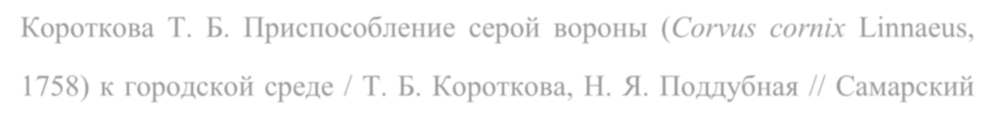 Короткова Т. Б. Приспособление серой вороны (Corvus cornix Linnaeus,
1758) к городской среде / Т. Б. Короткова, Н. Я. Поддубная // Самарский